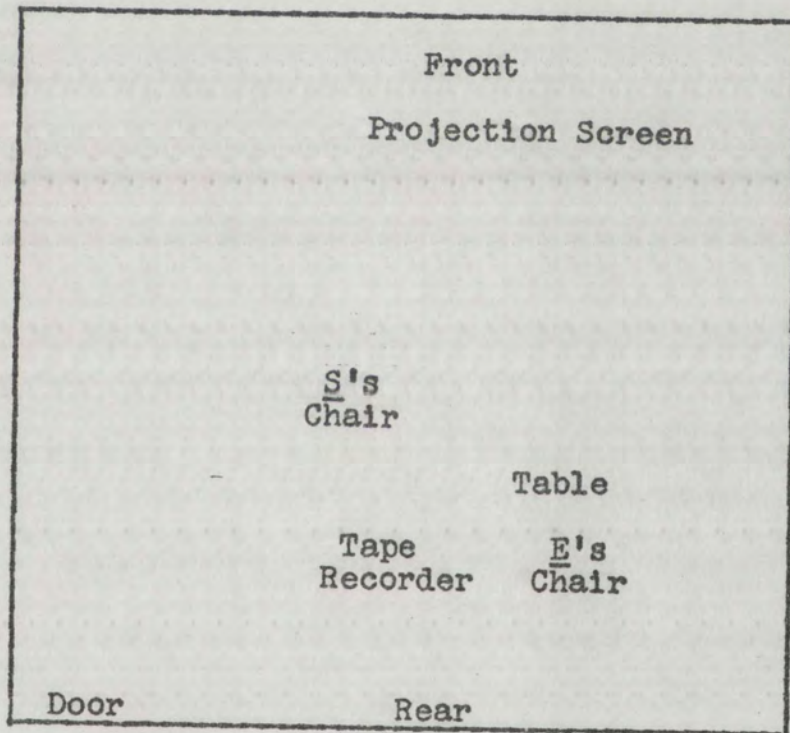 Front
Projection Screen
S's
Chair
Table
Tape
Recorder
E's
Chair
Door
Rear